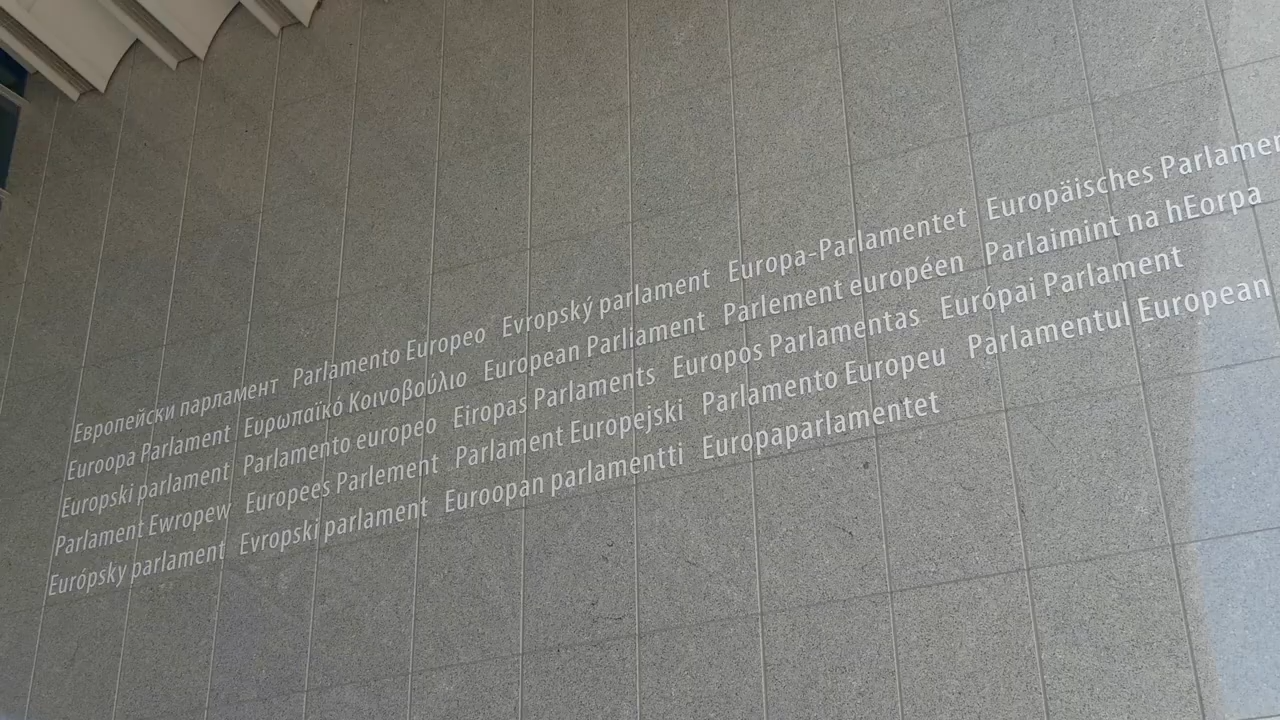 Европейски парламент Parlamento Europeo Evropský parlament Europa-Parlamentet Europäisches
Euroopa Parlament Ευρωπαϊκό Κοινοβούλιο European Parliament Parlement européen Parlaimint na hEorpa
Europski parlament Parlamento europeo Eiropas Parlaments Europos Parlamentas Európai Parlament
Parlament Ewropew Europees Parlement Parlament Europejski Parlamento Europeu Parlamentul European
Európsky parlament Evropski parlament Euroopan parlamentti Europaparlamentet